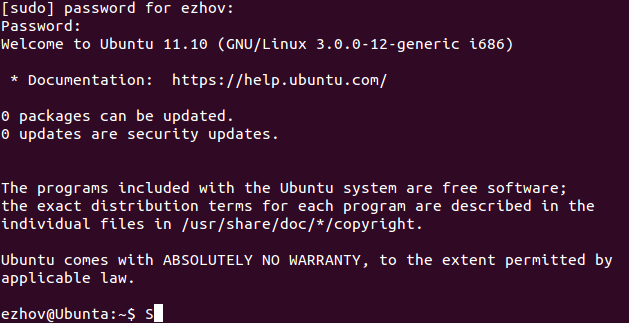 [sudo] password for ezhov:
Password:
Welcome to Ubuntu 11.10 (GNU/Linux 3.0.0-12-generic i686)
* Documentation:  https://help.ubuntu.com/
0 packages can be updated.
0 updates are security updates.
The programs included with the Ubuntu system are free software;
the exact distribution terms for each program are described in the
individual files in /usr/share/doc/*/copyright.
Ubuntu comes with ABSOLUTELY NO WARRANTY, to the extent permitted by
applicable law.
ezhov@Ubunta:~$ S